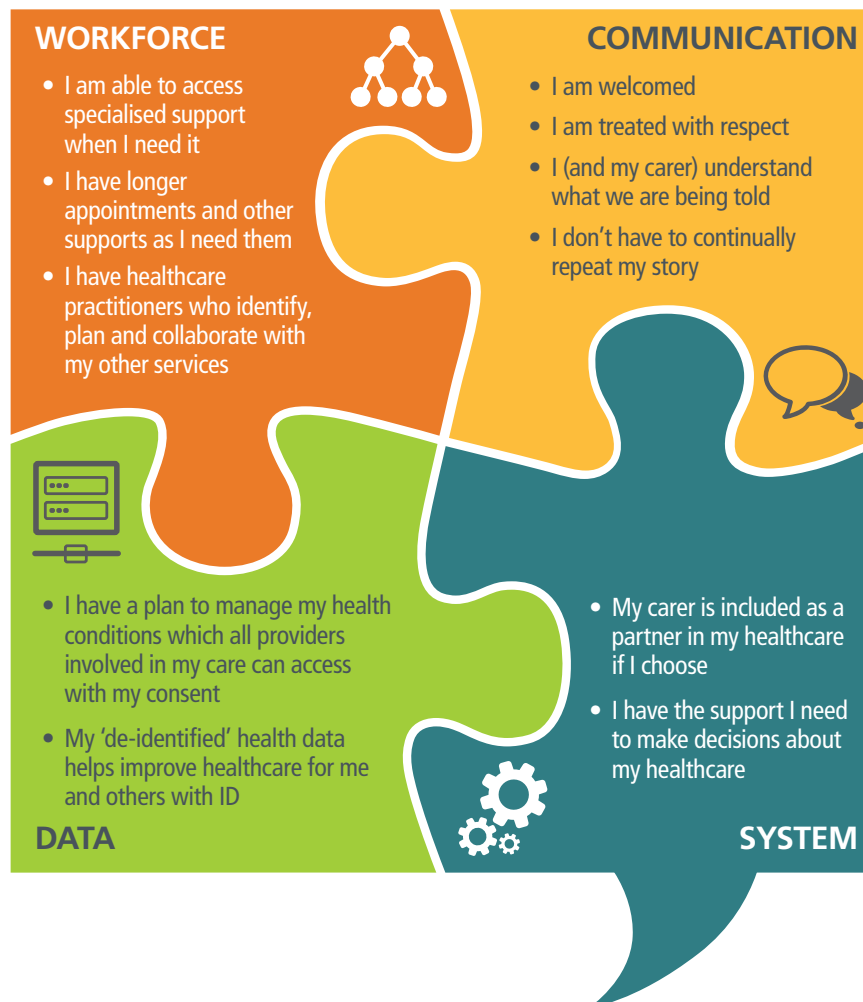 WORKFORCE
• I am able to access
specialised support
when I need it
• I have longer
appointments and other
supports as I need them
• I have healthcare
practitioners who identify,
plan and collaborate with
my other services
COMMUNICATION
• I am welcomed
• I am treated with respect
• I (and my carer) understand
what we are being told
• I don’t have to continually
repeat my story
• I have a plan to manage my health
conditions which all providers
involved in my care can access
with my consent
• My ‘de-identified’ health data
helps improve healthcare for me
and others with ID
DATA
• My carer is included as a
partner in my healthcare
if I choose
• I have the support I need
to make decisions about
my healthcare
SYSTEM